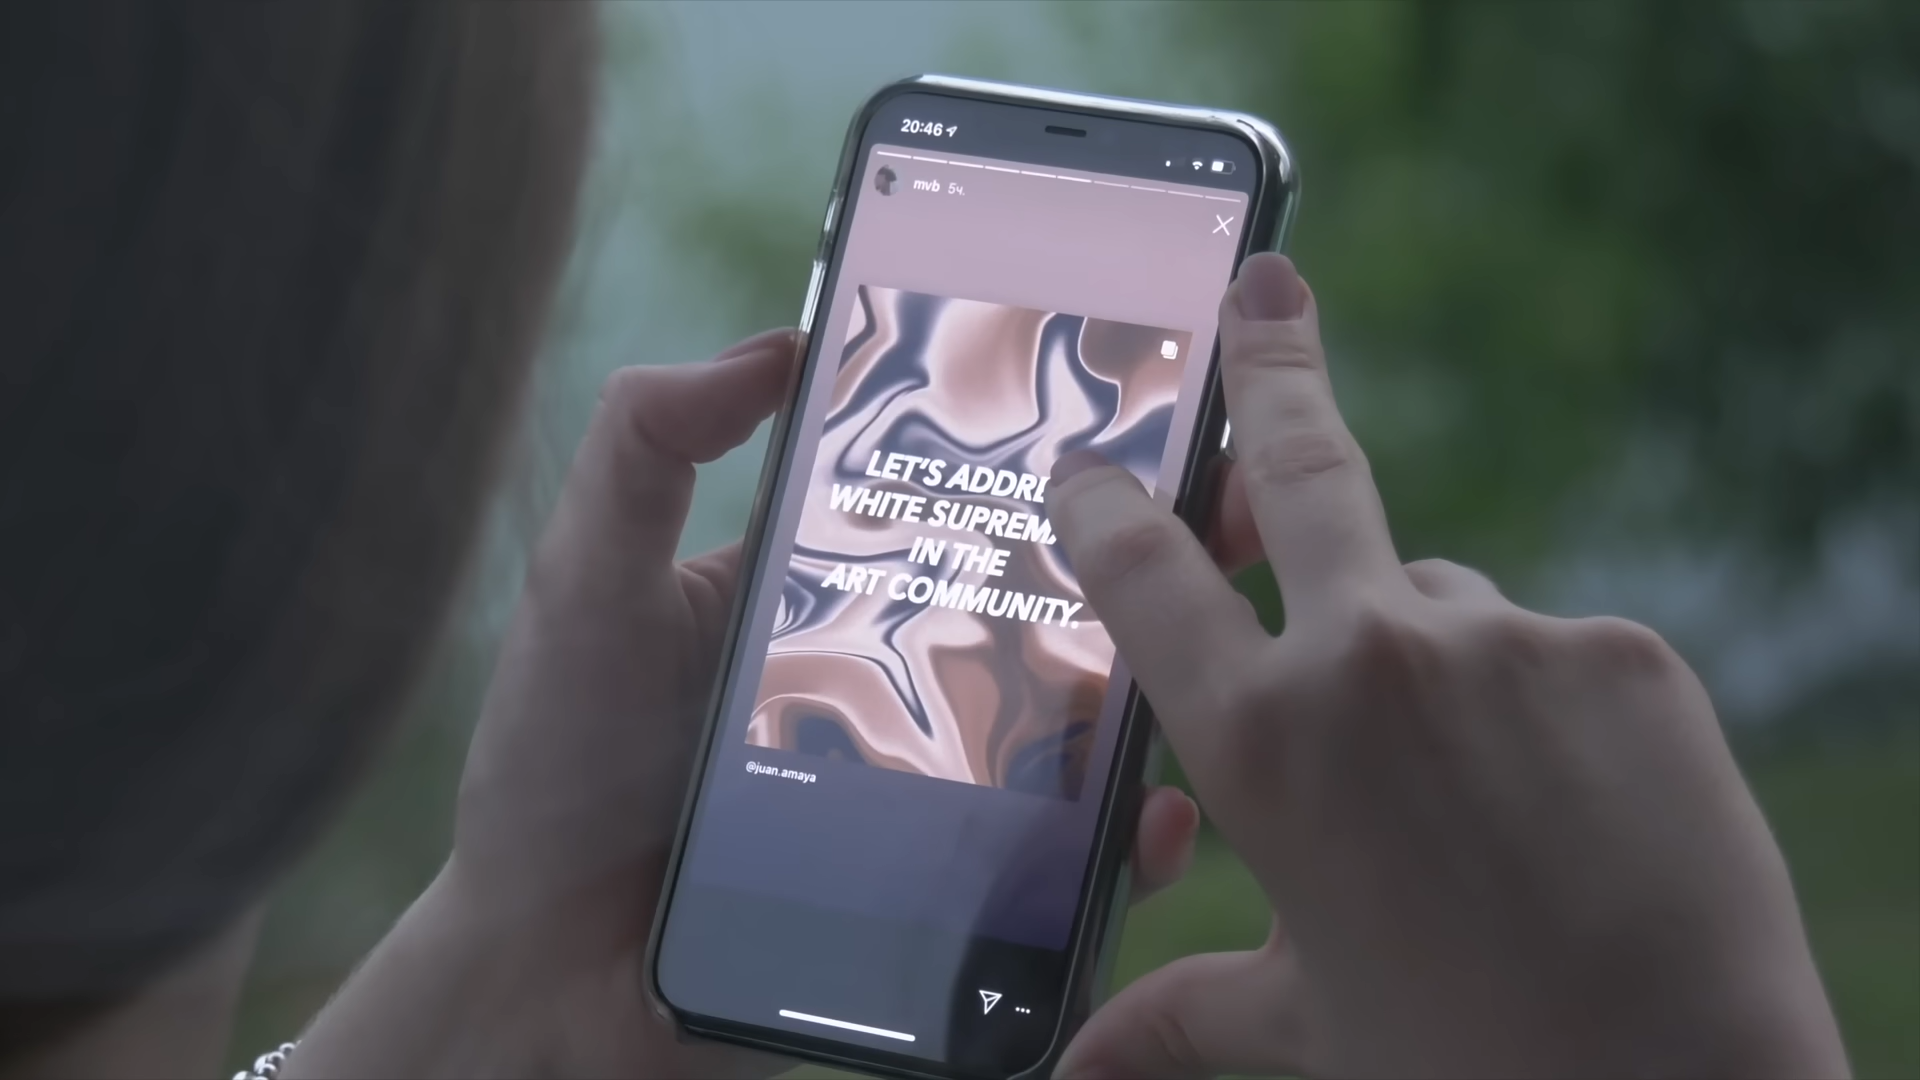 20:46
mvb 5ч.
LET'S ADDRE
WHITE SUPREM
IN THE
ART COMMUNITY.
@juan.amaya